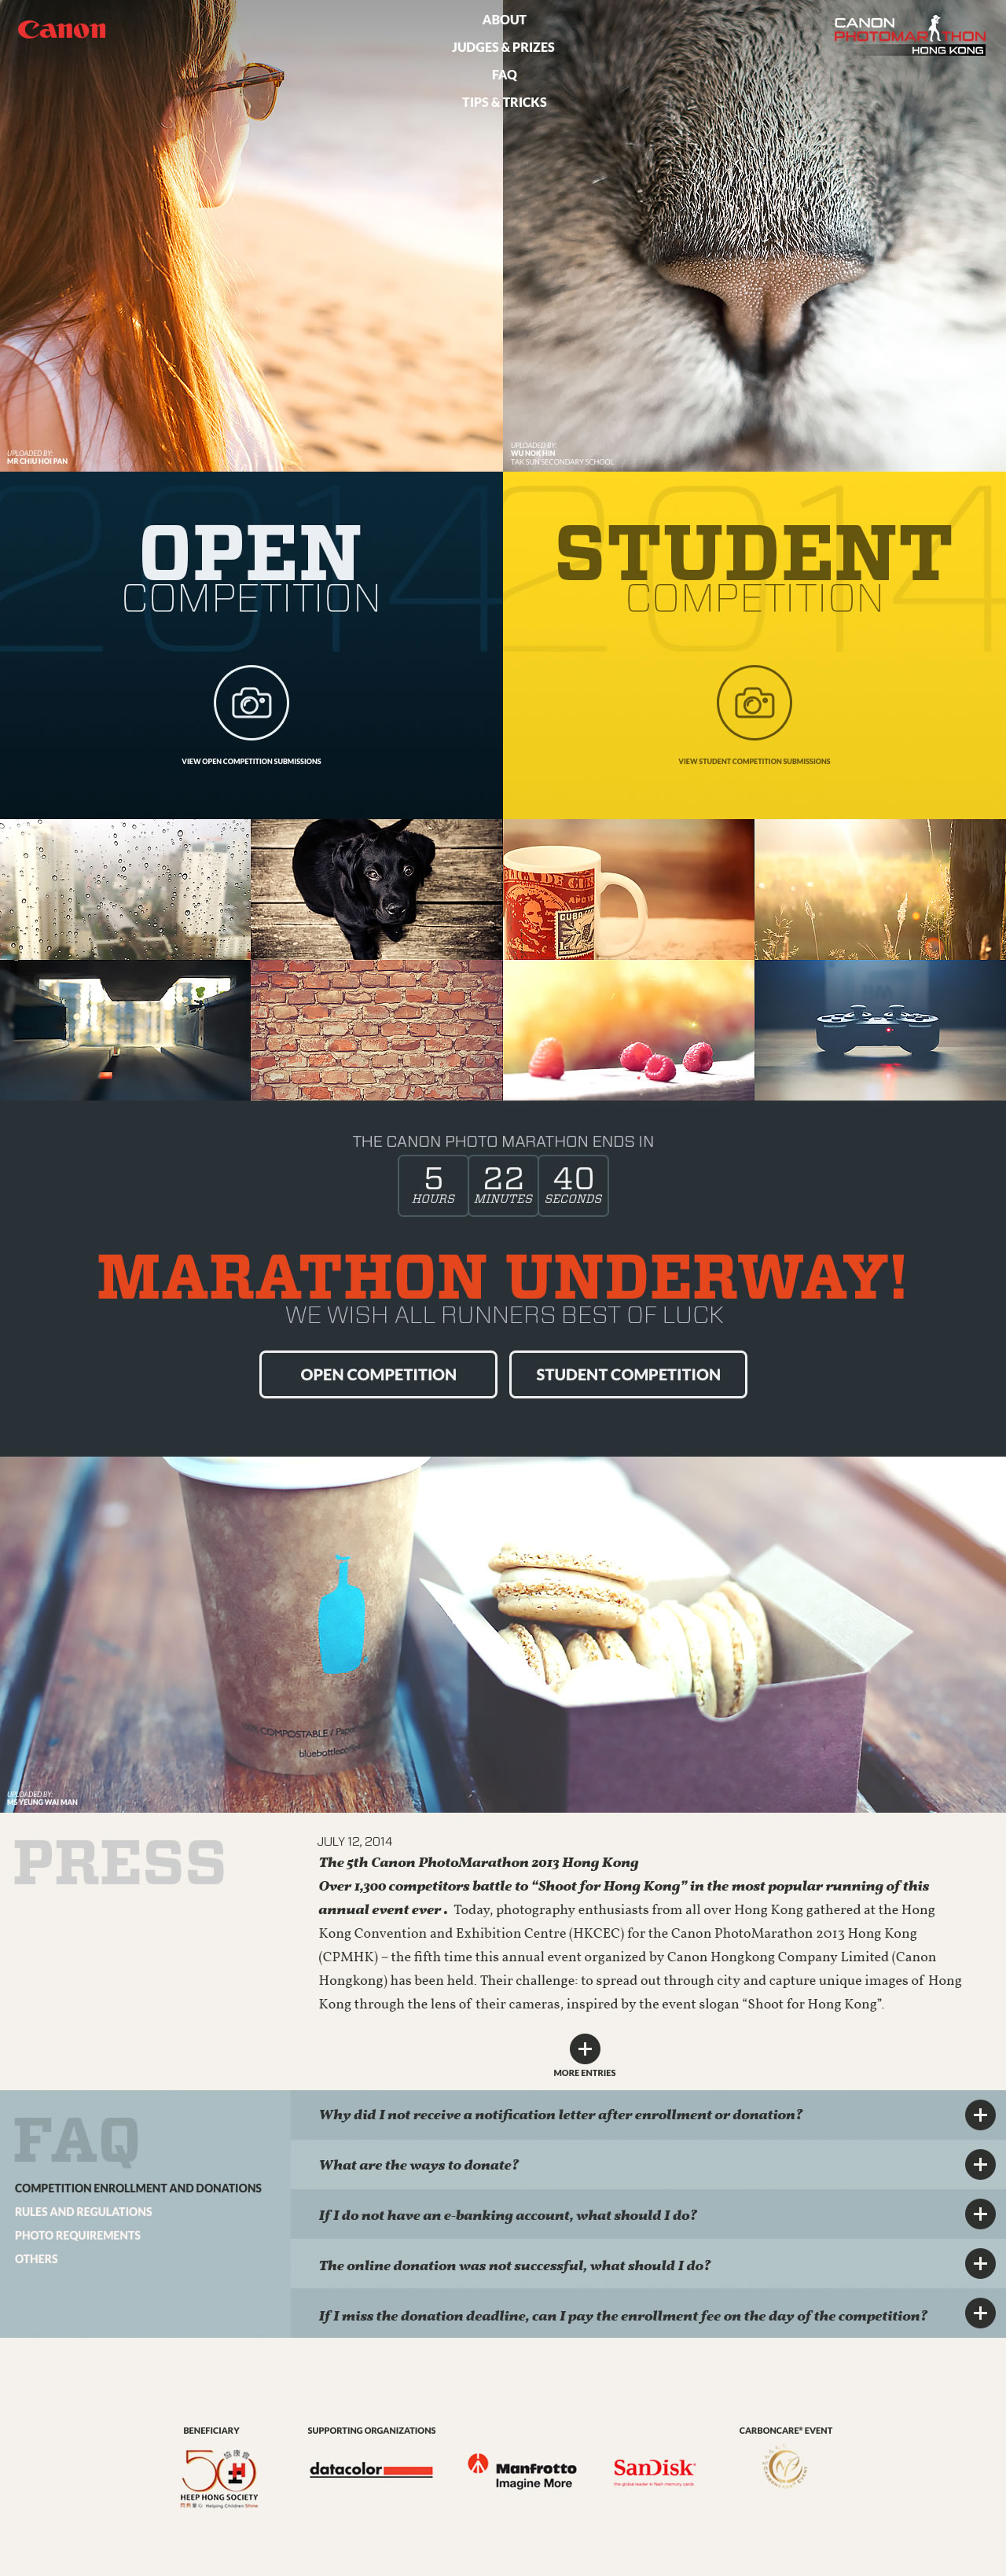 Canon
ABOUT
JUDGES & PRIZES
FAQ
TIPS & TRICKS
CANON
PHOTOMARATHON
HONG KONG
UPLOADED BY:
MR CHIU HOI PAN
UPLOADED BY:
WU NOK HIN
TAK SUN SECONDARY SCHOOL
2014
OPEN
COMPETITION
VIEW OPEN COMPETITION SUBMISSIONS
2014
STUDENT
COMPETITION
VIEW STUDENT COMPETITION SUBMISSIONS
THE CANON PHOTO MARATHON ENDS IN
5 22 40
HOURS MINUTES SECONDS
MARATHON UNDERWAY!
WE WISH ALL RUNNERS BEST OF LUCK
OPEN COMPETITION
STUDENT COMPETITION
COMPOSTABLE /
UPLOADED BY:
MS YEUNG WAI MAN
PRESS
JULY 12, 2014
The 5th Canon PhotoMarathon 2013 Hong Kong
Over 1,300 competitors battle to “Shoot for Hong Kong” in the most popular running of this
annual event ever . Today, photography enthusiasts from all over Hong Kong gathered at the Hong
Kong Convention and Exhibition Centre (HKCEC) for the Canon PhotoMarathon 2013 Hong Kong
(CPMHK) – the fifth time this annual event organized by Canon Hongkong Company Limited (Canon
Hongkong) has been held. Their challenge: to spread out through city and capture unique images of Hong
Kong through the lens of their cameras, inspired by the event slogan “Shoot for Hong Kong”.
MORE ENTRIES
FAQ
COMPETITION ENROLLMENT AND DONATIONS
RULES AND REGULATIONS
PHOTO REQUIREMENTS
OTHERS
Why did I not receive a notification letter after enrollment or donation?
What are the ways to donate?
If I do not have an e-banking account, what should I do?
The online donation was not successful, what should I do?
If I miss the donation deadline, can I pay the enrollment fee on the day of the competition?
BENEFICIARY
50
HEEP HONG SOCIETY
Helping Children Shine
SUPPORTING ORGANIZATIONS
datacolor
Manfrotto
Imagine More
SanDisk
the global leader in flash memory cards
CARBONCARE® EVENT